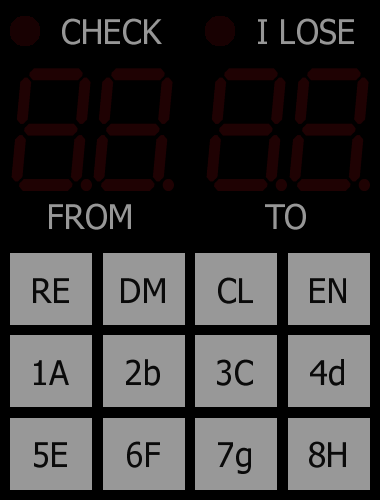 CHECK I LOSE
FROM TO
RE DM CL EN
1A 2b 3C 4d
5E 6F 7g 8H